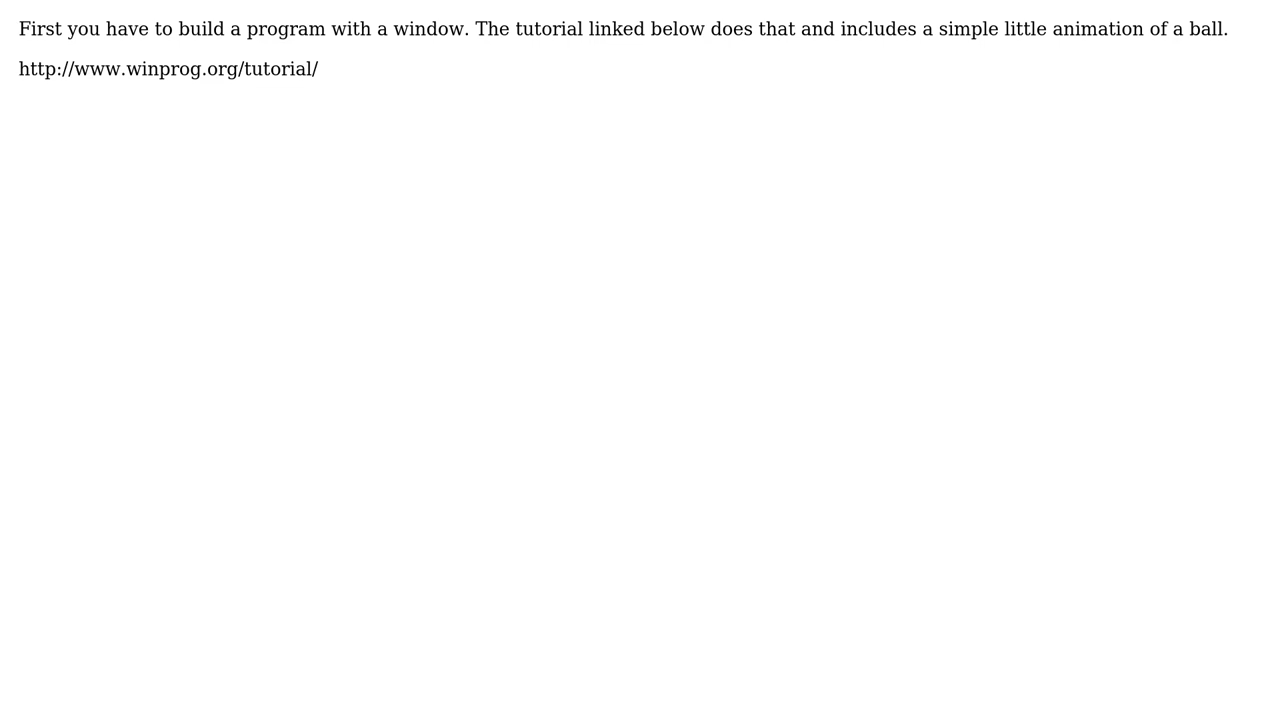 First you have to build a program with a window. The tutorial linked below does that and includes a simple little animation of a ball.
http://www.winprog.org/tutorial/